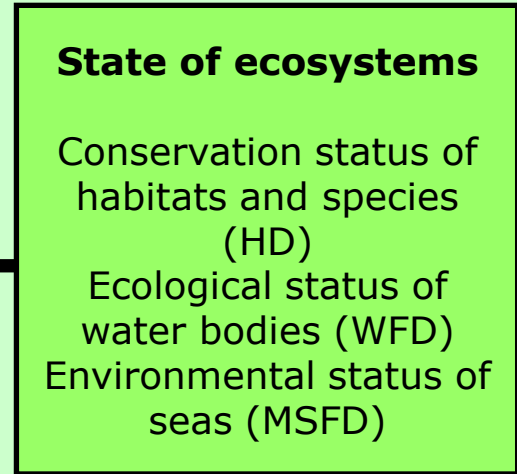 State of ecosystems
Conservation status of
habitats and species
(HD)
Ecological status of
water bodies (WFD)
Environmental status of
seas (MSFD)